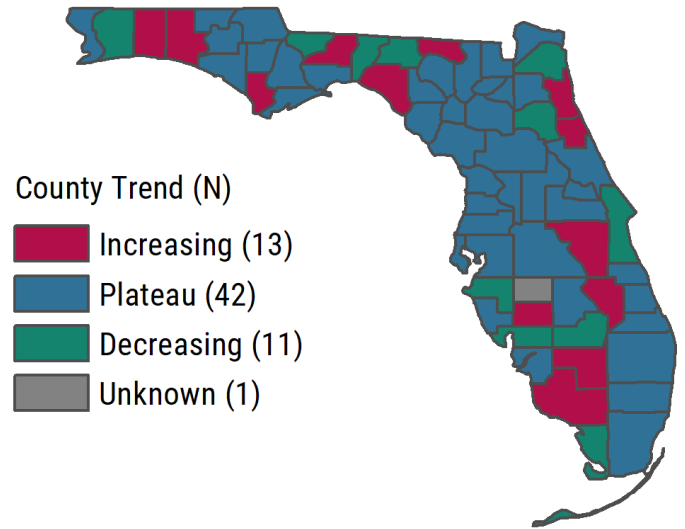 County Trend (N)
Increasing (13)
Plateau (42)
Decreasing (11)
Unknown (1)